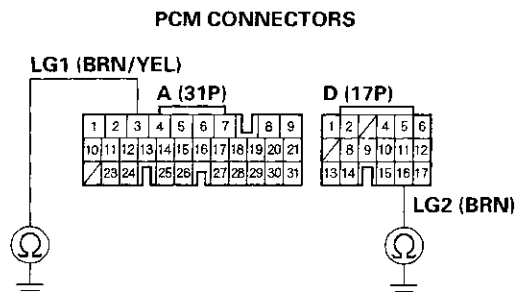 PCM CONNECTORS
LG1 (BRN/YEL)
A (31P)
D (17P)
1 2 3 4 5 6 7 8 9
10 11 12 13 14 15 16 17 18 19 20 21
23 24 25 26 27 28 29 30 31
1 2 4 5 6
8 9 10 11 12
13 14 15 16 17
LG2 (BRN)
Ω
Ω